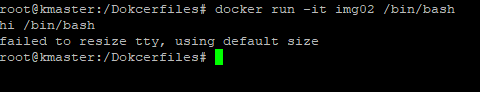 root@kmaster:/Dokcerfiles# docker run -it img02 /bin/bash
hi /bin/bash
failed to resize tty, using default size
root@kmaster:/Dokcerfiles#